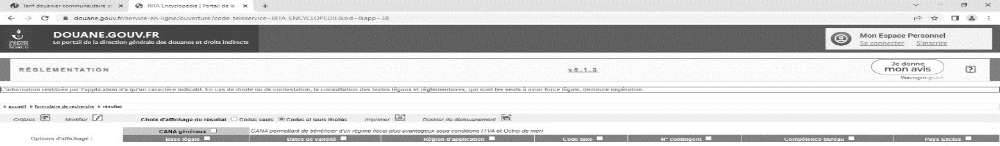 Tarif douanier communautaire et
RITA Encyclopédie | Portail de la
douane.gouv.fr/service-en-ligne/ouverture?code_teleservice=RITA_ENCYCLOPEDIE&sid=&app=38
DOUANES
& DROITS
INDIRECTS
DOUANE.GOUV.FR
Le portail de la direction générale des douanes et droits indirects
Mon Espace Personnel
Se connecter S'inscrire
RÉGLEMENTATION v5.1.3
Je donne
mon avis
Voxusagers.gouv.fr
?
L'information restituée par l'application n'a qu'un caractère indicatif. En cas de doute ou de contestation, la consultation des textes légaux et réglementaires, qui sont les seuls à avoir force légale, demeure impérative.
accueil formulaire de recherche résultat
Critères : Modifier : Choix d'affichage du résultat Codes seuls Codes et leurs libellés Imprimer : Dossier de dédouanement :
Options d'affichage :
CANA généraux CANA permettant de bénéficier d'un régime fiscal plus avantageux sous conditions (TVA et Octroi de mer)
Base légale Dates de validité Région d'application Code taxe N° contingent Compétence bureau Pays Exclus